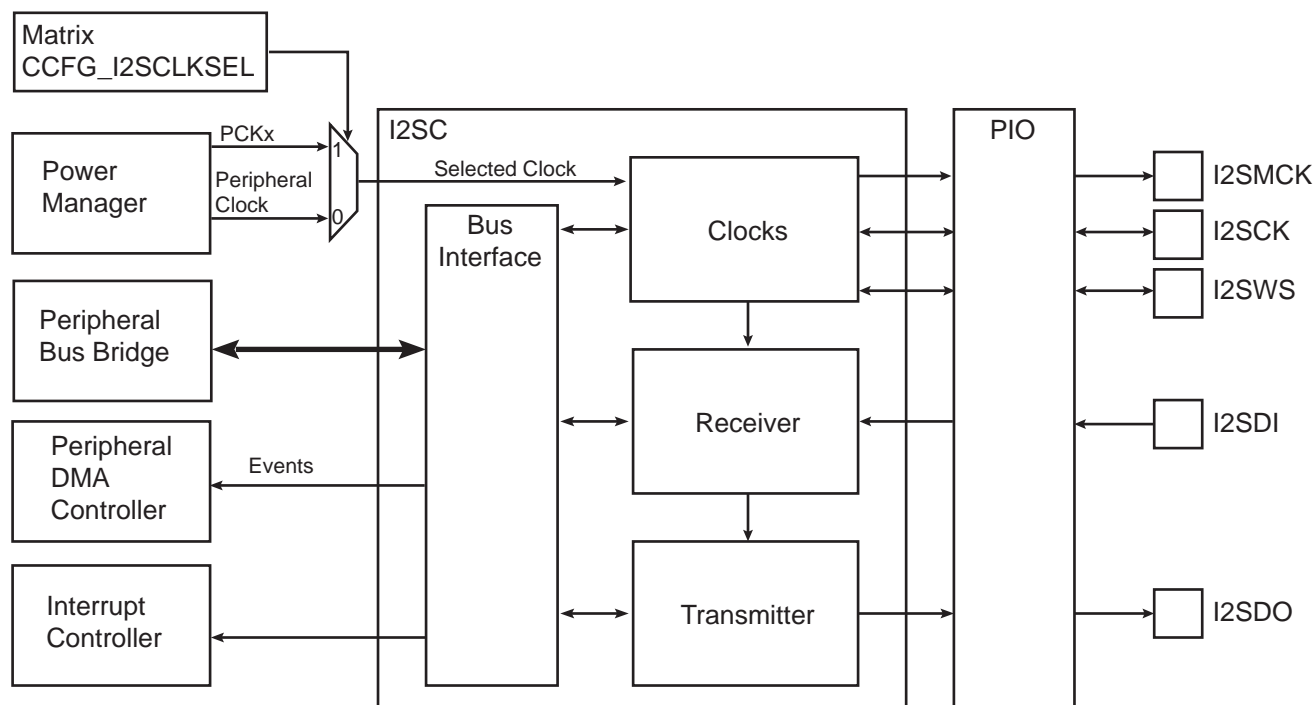 Matrix
CCFG_I2SCLKSEL
Power
Manager
PCKx
Peripheral
Clock
1
0
I2SC
Selected Clock
Bus
Interface
Clocks
PIO
I2SMCK
I2SCK
I2SWS
Peripheral
Bus Bridge
Receiver
I2SDI
Peripheral
DMA
Controller
Events
Interrupt
Controller
Transmitter
I2SDO